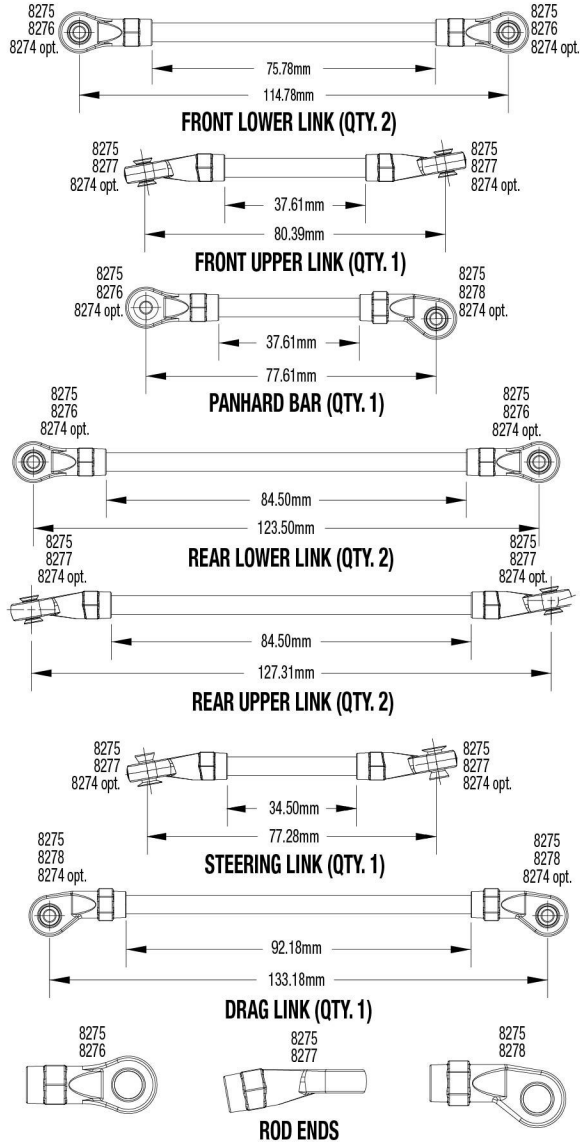 8275
8276
8274 opt.
8275
8276
8274 opt.
75.78mm
114.78mm
FRONT LOWER LINK (QTY. 2)
8275
8277
8274 opt.
8275
8277
8274 opt.
37.61mm
80.39mm
FRONT UPPER LINK (QTY. 1)
8275
8276
8274 opt.
8275
8278
8274 opt.
37.61mm
77.61mm
PANHARD BAR (QTY. 1)
8275
8276
8274 opt.
8275
8276
8274 opt.
84.50mm
123.50mm
REAR LOWER LINK (QTY. 2)
8275
8277
8274 opt.
8275
8277
8274 opt.
84.50mm
127.31mm
REAR UPPER LINK (QTY. 2)
8275
8277
8274 opt.
8275
8277
8274 opt.
34.50mm
77.28mm
STEERING LINK (QTY. 1)
8275
8278
8274 opt.
8275
8278
8274 opt.
92.18mm
133.18mm
DRAG LINK (QTY. 1)
8275
8276
8275
8277
8275
8278
ROD ENDS